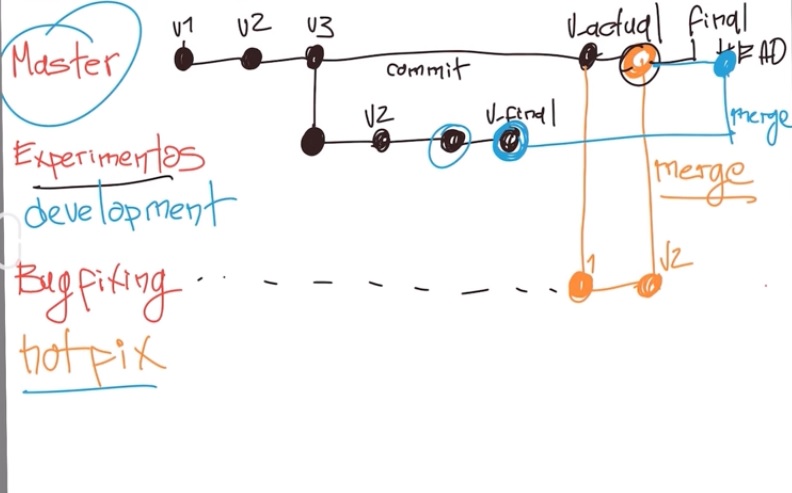 v1 v2 v3 v.actual final
Master
commit
HEAD
v2 v.final
merge
Experimentos
merge
development
1 v2
Bugfixing
hotfix